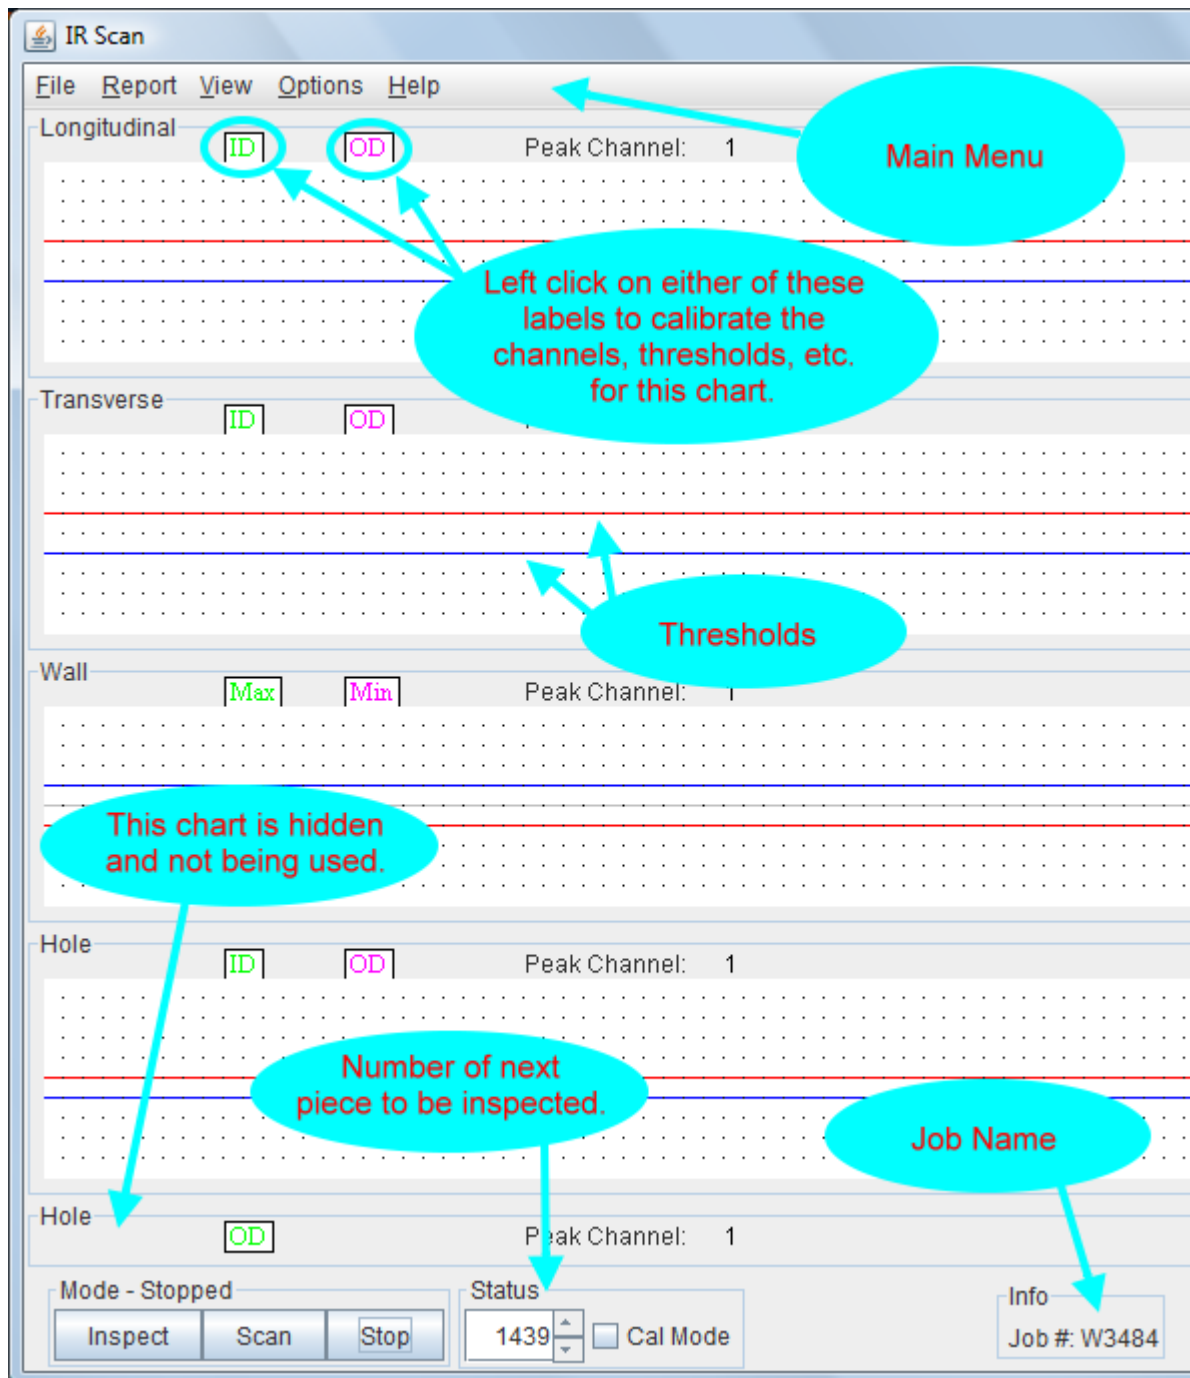 IR Scan
File Report View Options Help
Main Menu
Longitudinal
ID OD Peak Channel: 1
Left click on either of these
labels to calibrate the
channels, thresholds, etc.
for this chart.
Transverse
ID OD
Thresholds
Wall
Max Min Peak Channel: 1
This chart is hidden
and not being used.
Hole
ID OD Peak Channel: 1
Number of next
piece to be inspected.
Job Name
Hole
OD Peak Channel: 1
Mode - Stopped
Inspect Scan Stop
Status
1439 Cal Mode
Info
Job #: W3484